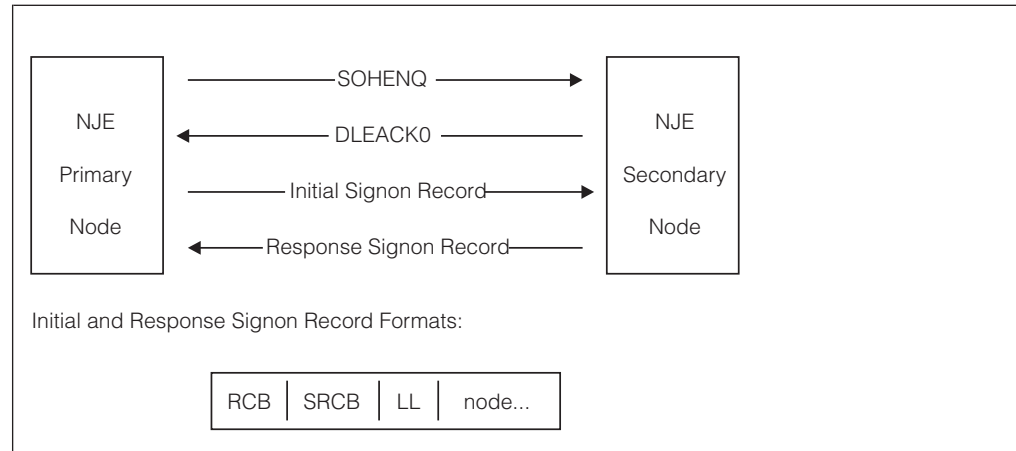 NJE
Primary
Node
SOHENQ
DLEACK0
Initial Signon Record
Response Signon Record
NJE
Secondary
Node
Initial and Response Signon Record Formats:
RCB SRCB LL node...